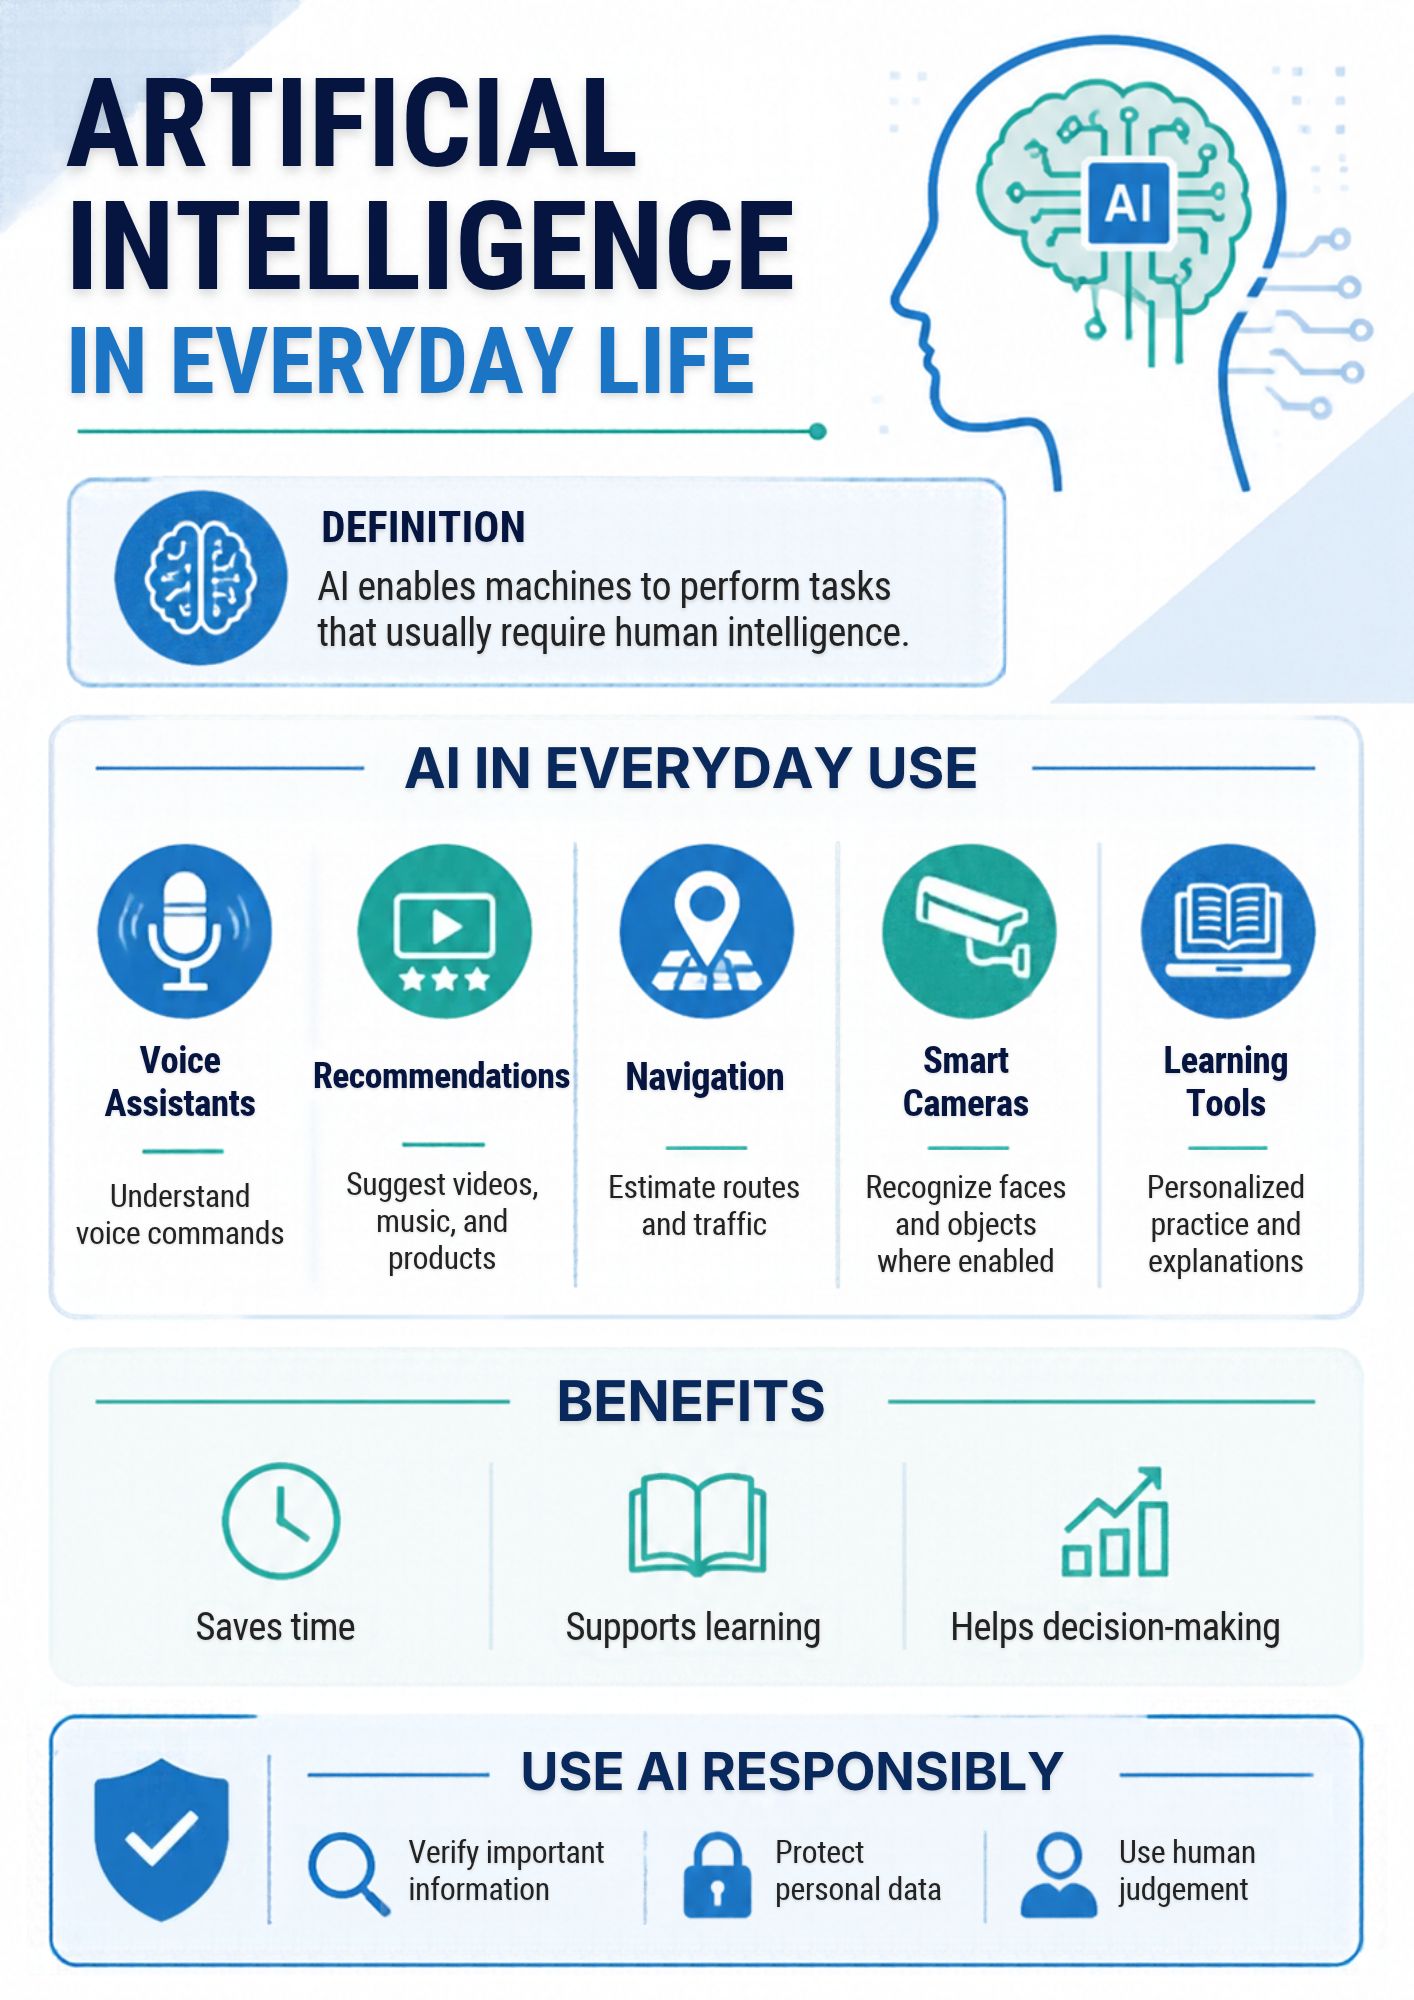 ARTIFICIAL
INTELLIGENCE
IN EVERYDAY LIFE
AI
DEFINITION
AI enables machines to perform tasks
that usually require human intelligence.
AI IN EVERYDAY USE
Voice
Assistants
Understand
voice commands
Recommendations
Suggest videos,
music, and
products
Navigation
Estimate routes
and traffic
Smart
Cameras
Recognize faces
and objects
where enabled
Learning
Tools
Personalized
practice and
explanations
BENEFITS
Saves time
Supports learning
Helps decision-making
USE AI RESPONSIBLY
Verify important
information
Protect
personal data
Use human
judgement